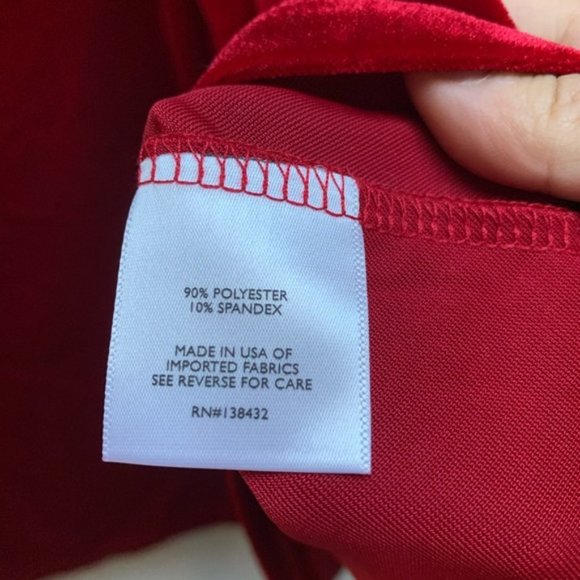 90% POLYESTER
10% SPANDEX
MADE IN USA OF
IMPORTED FABRICS
SEE REVERSE FOR CARE
RN#138432